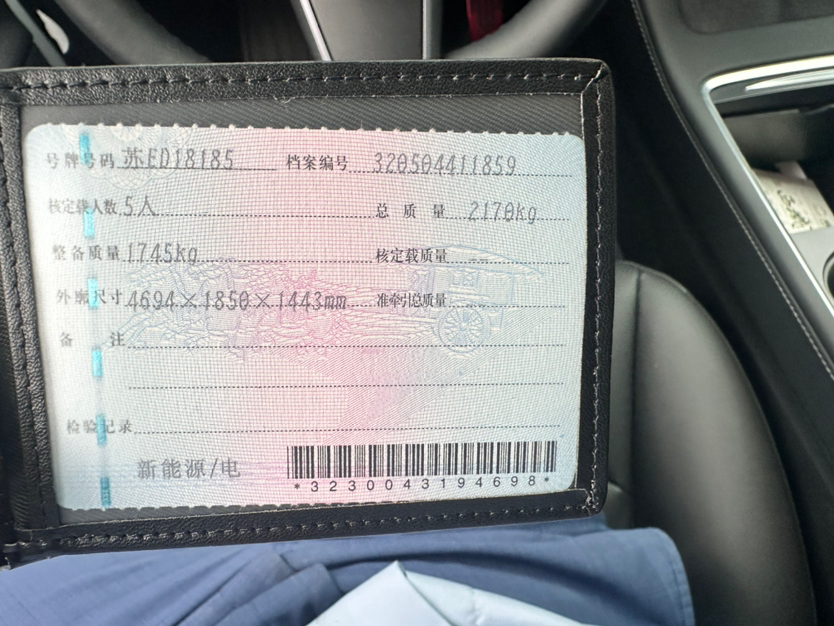 号牌号码 苏ED18185 档案编号 320504411859
核定载人数 5人 总质量 2170kg
整备质量 1745kg 核定载质量
外廓尺寸 4694×1850×1443mm 准牵引总质量
备注
检验记录
新能源/电
*3230043194698*